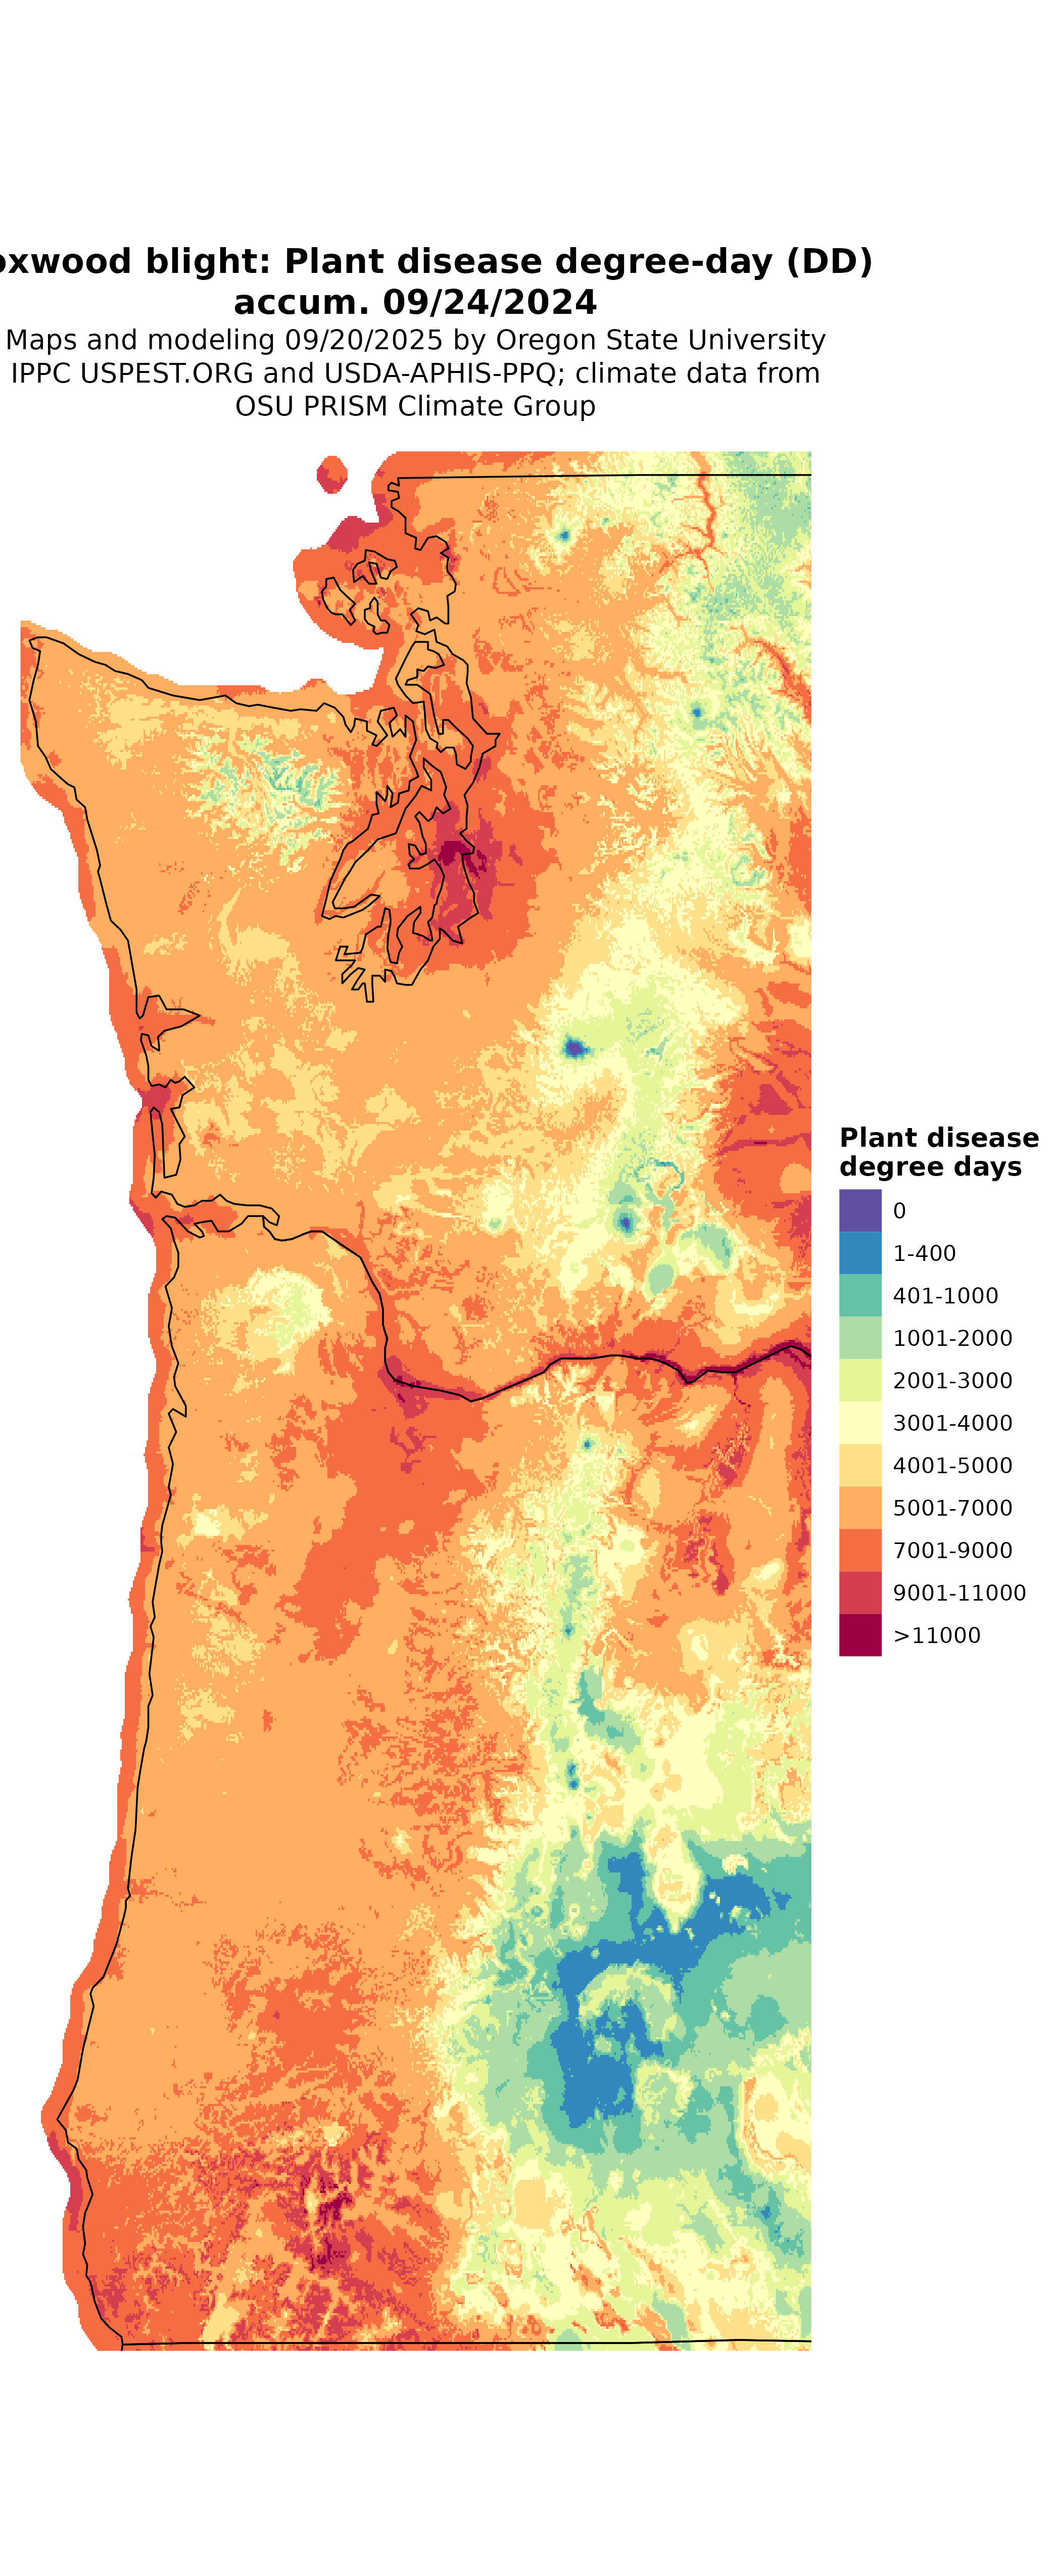 oxwood blight: Plant disease degree-day (DD)
accum. 09/24/2024
Maps and modeling 09/20/2025 by Oregon State University
IPPC USPEST.ORG and USDA-APHIS-PPQ; climate data from
OSU PRISM Climate Group
Plant disease
degree days
0
1-400
401-1000
1001-2000
2001-3000
3001-4000
4001-5000
5001-7000
7001-9000
9001-11000
>11000